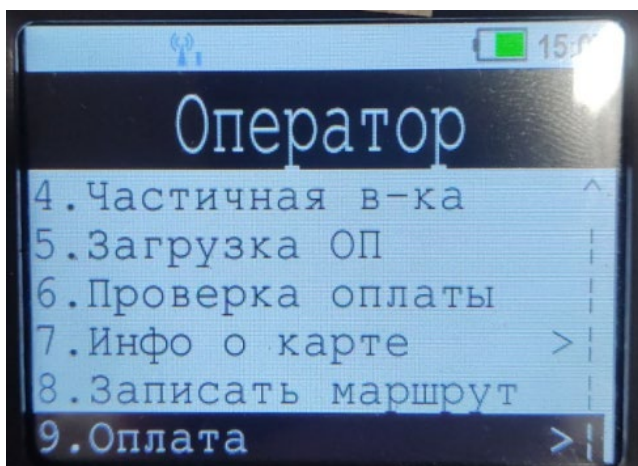 Оператор
4.Частичная в-ка
5.Загрузка ОП
6.Проверка оплаты
7.Инфо о карте >
8.Записать маршрут
9.Оплата >